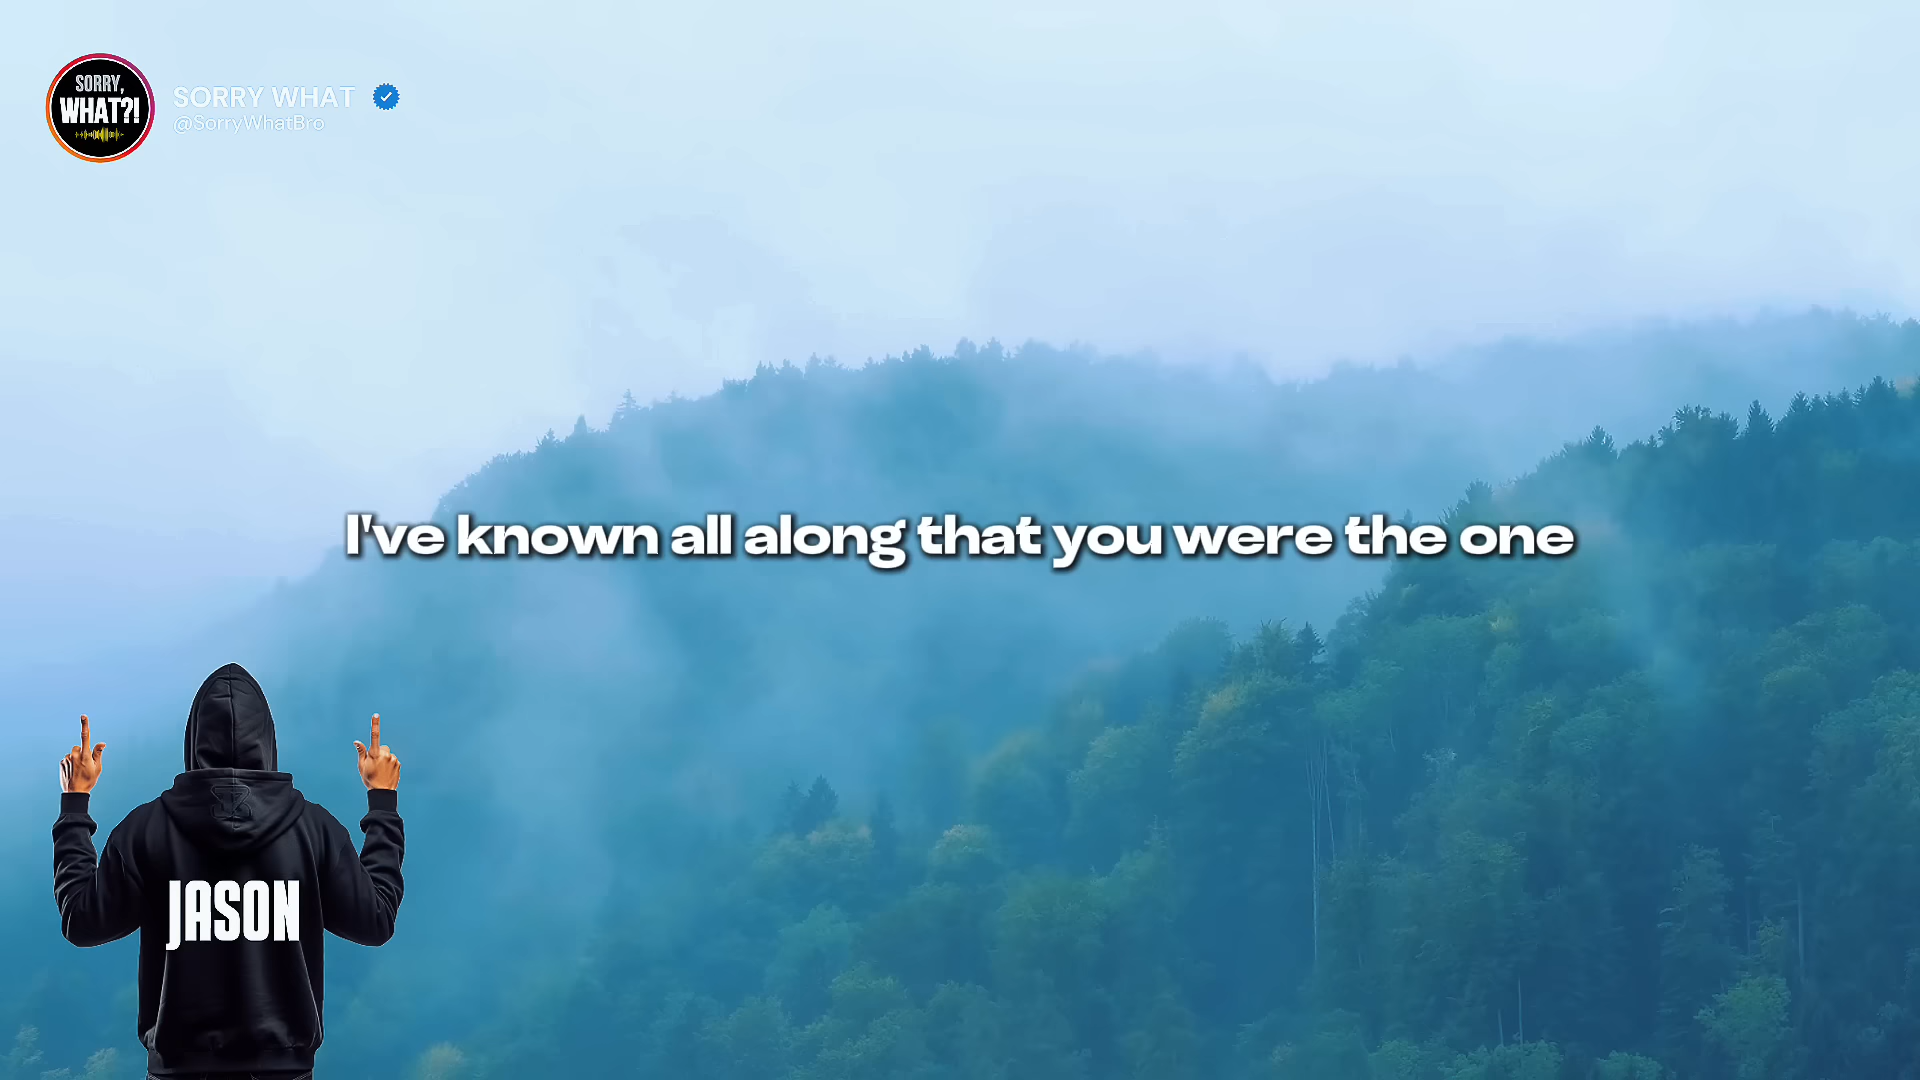 SORRY,
WHAT?!
SORRY WHAT
@SorryWhatBro
I've known all along that you were the one
JASON